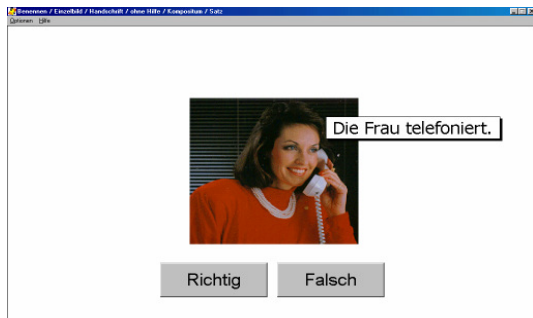 Benennen / Einzelbild / Handschrift / ohne Hilfe / Kompositum / Satz
Optionen Hilfe
Die Frau telefoniert.
Richtig Falsch